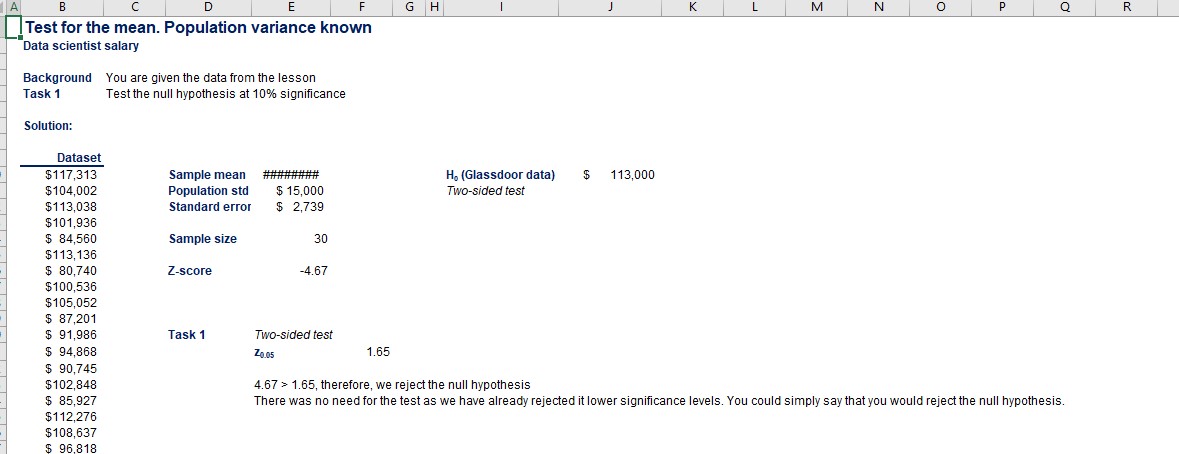 A B C D E F G H I J K L M N O P Q R
Test for the mean. Population variance known
Data scientist salary
Background You are given the data from the lesson
Task 1 Test the null hypothesis at 10% significance
Solution:
Dataset
$117,313 Sample mean ######## H₀ (Glassdoor data) $ 113,000
$104,002 Population std $ 15,000 Two-sided test
$113,038 Standard error $ 2,739
$101,936
$ 84,560 Sample size 30
$113,136
$ 80,740 Z-score -4.67
$100,536
$105,052
$ 87,201
$ 91,986 Task 1 Two-sided test
$ 94,868 z₀.₀₅ 1.65
$ 90,745
$102,848 4.67 > 1.65, therefore, we reject the null hypothesis
$ 85,927 There was no need for the test as we have already rejected it lower significance levels. You could simply say that you would reject the null hypothesis.
$112,276
$108,637
$ 96,818